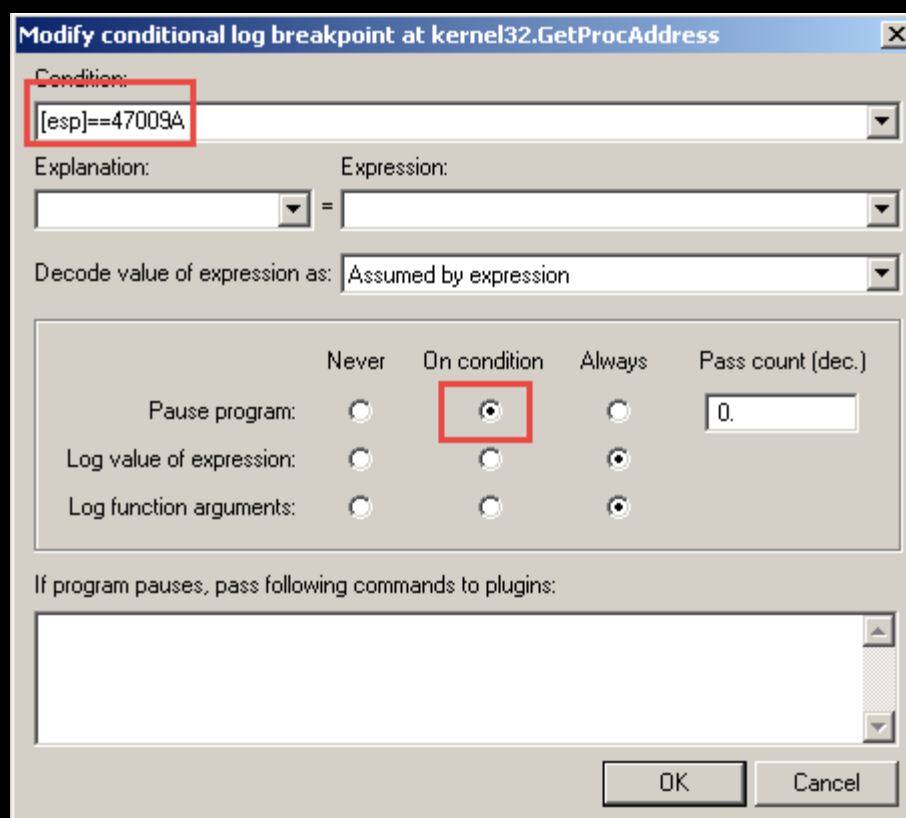 Modify conditional log breakpoint at kernel32.GetProcAddress
Condition:
[esp]==47009A
Explanation: Expression:
=
Decode value of expression as: Assumed by expression
Never On condition Always Pass count (dec.)
Pause program: 0.
Log value of expression:
Log function arguments:
If program pauses, pass following commands to plugins:
OK Cancel